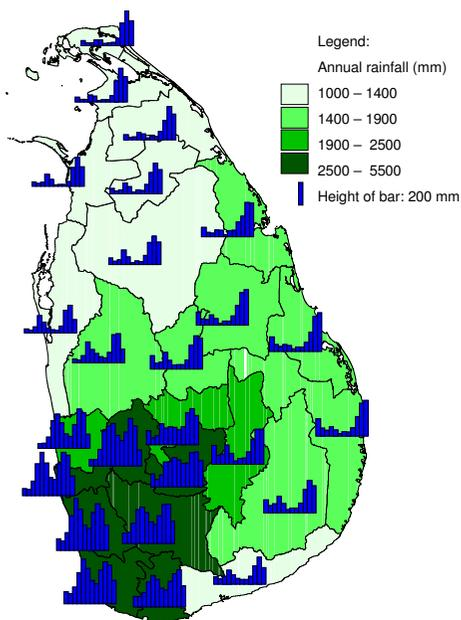 Legend:
Annual rainfall (mm)
1000 – 1400
1400 – 1900
1900 – 2500
2500 – 5500
Height of bar: 200 mm